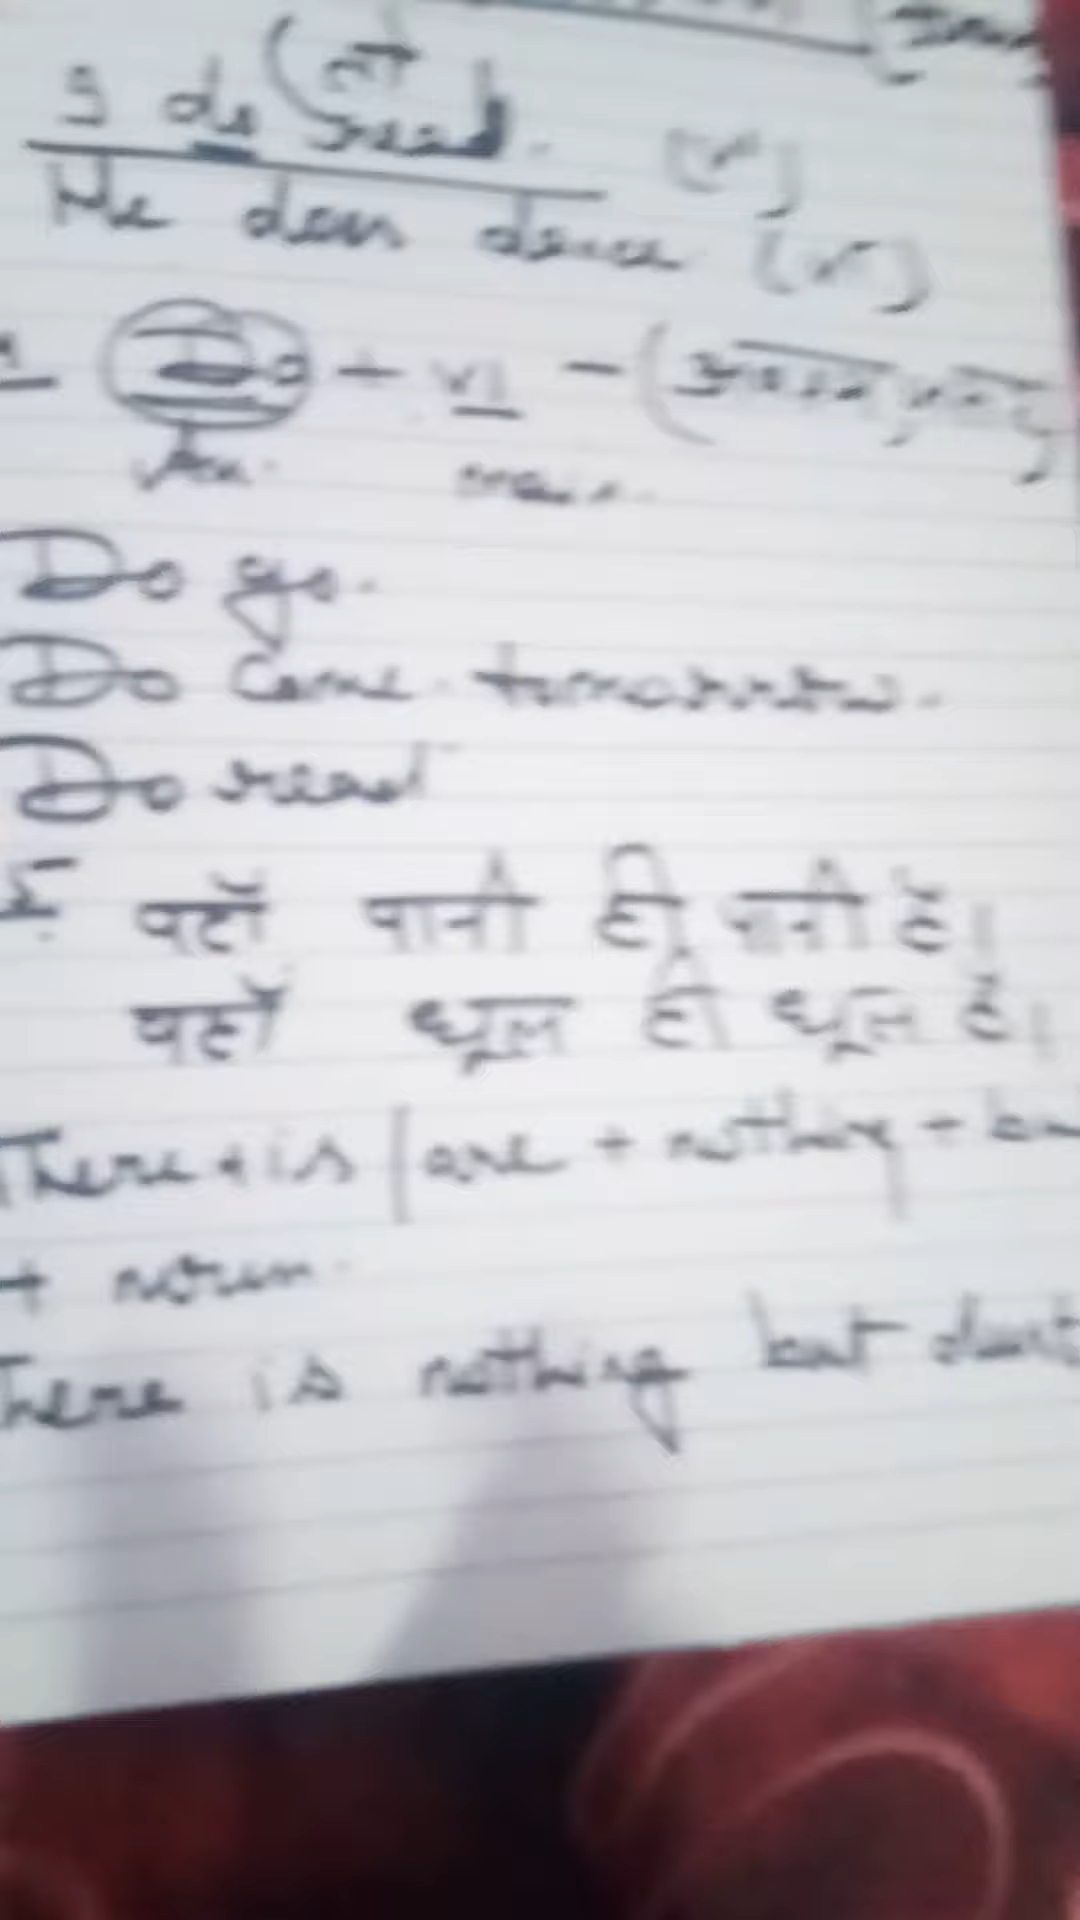 तो
I do read.
He does dance
Do + V1 - (
main.
Do go.
Do come tomorrow.
Do read
यहाँ पानी ही पानी है।
यहाँ धूल ही धूल है।
There + is / are + nothing +
+ noun.
There is nothing but dust